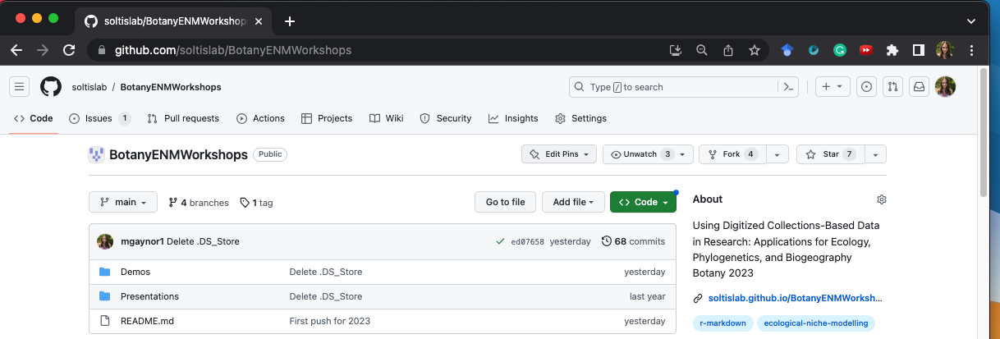 soltislab/BotanyENMWorkshops
github.com/soltislab/BotanyENMWorkshops
soltislab / BotanyENMWorkshops
Type / to search
Code
Issues 1
Pull requests
Actions
Projects
Wiki
Security
Insights
Settings
BotanyENMWorkshops Public
Edit Pins
Unwatch 3
Fork 4
Star 7
main
4 branches
1 tag
Go to file
Add file
Code
mgaynor1 Delete .DS_Store
ed07658 yesterday
68 commits
Demos
Delete .DS_Store
yesterday
Presentations
Delete .DS_Store
last year
README.md
First push for 2023
yesterday
About
Using Digitized Collections-Based Data
in Research: Applications for Ecology,
Phylogenetics, and Biogeography
Botany 2023
soltislab.github.io/BotanyENMWorksh...
r-markdown
ecological-niche-modelling